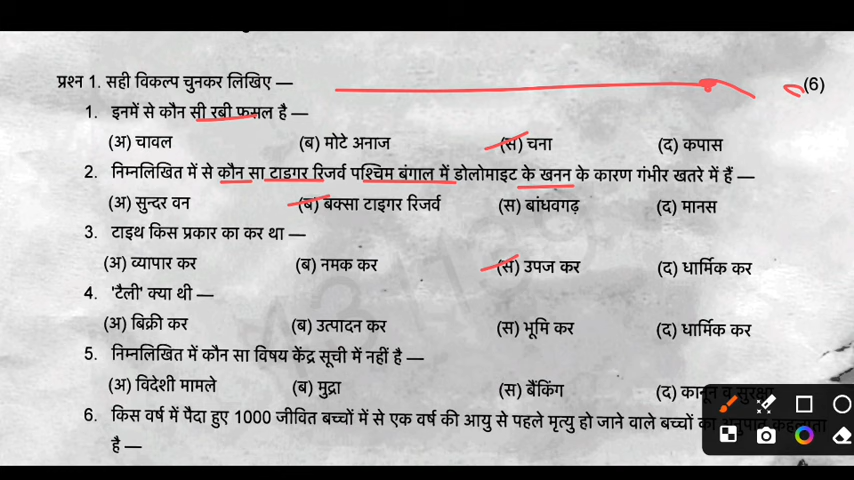 प्रश्न 1. सही विकल्प चुनकर लिखिए — (6)
1. इनमें से कौन सी रबी फसल है —
(अ) चावल (ब) मोटे अनाज (स) चना (द) कपास
2. निम्नलिखित में से कौन सा टाइगर रिजर्व पश्चिम बंगाल में डोलोमाइट के खनन के कारण गंभीर खतरे में हैं —
(अ) सुन्दर वन (ब) बक्सा टाइगर रिजर्व (स) बांधवगढ़ (द) मानस
3. टाइथ किस प्रकार का कर था —
(अ) व्यापार कर (ब) नमक कर (स) उपज कर (द) धार्मिक कर
4. 'टैली' क्या थी —
(अ) बिक्री कर (ब) उत्पादन कर (स) भूमि कर (द) धार्मिक कर
5. निम्नलिखित में कौन सा विषय केंद्र सूची में नहीं है —
(अ) विदेशी मामले (ब) मुद्रा (स) बैंकिंग (द) कानून व सुरक्षा
6. किस वर्ष में पैदा हुए 1000 जीवित बच्चों में से एक वर्ष की आयु से पहले मृत्यु हो जाने वाले बच्चों का अनुपात कहलाता
है —